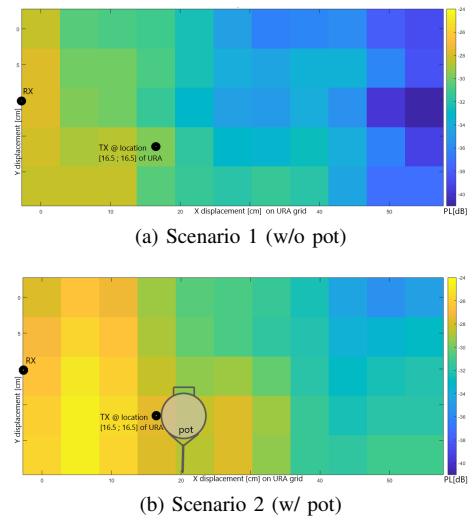 -24
-26
-28
-30
-32
-34
-36
-38
-40
0
5
RX
TX @ location
[16.5 ; 16.5] of URA
Y displacement [cm]
0
10
20
30
40
50
X displacement [cm] on URA grid
PL[dB]
(a) Scenario 1 (w/o pot)
-24
-26
-28
-30
-32
-34
-36
-38
-40
0
5
RX
TX @ location
[16.5 ; 16.5] of URA
pot
Y displacement [cm]
0
10
20
30
40
50
X displacement [cm] on URA grid
PL[dB]
(b) Scenario 2 (w/ pot)